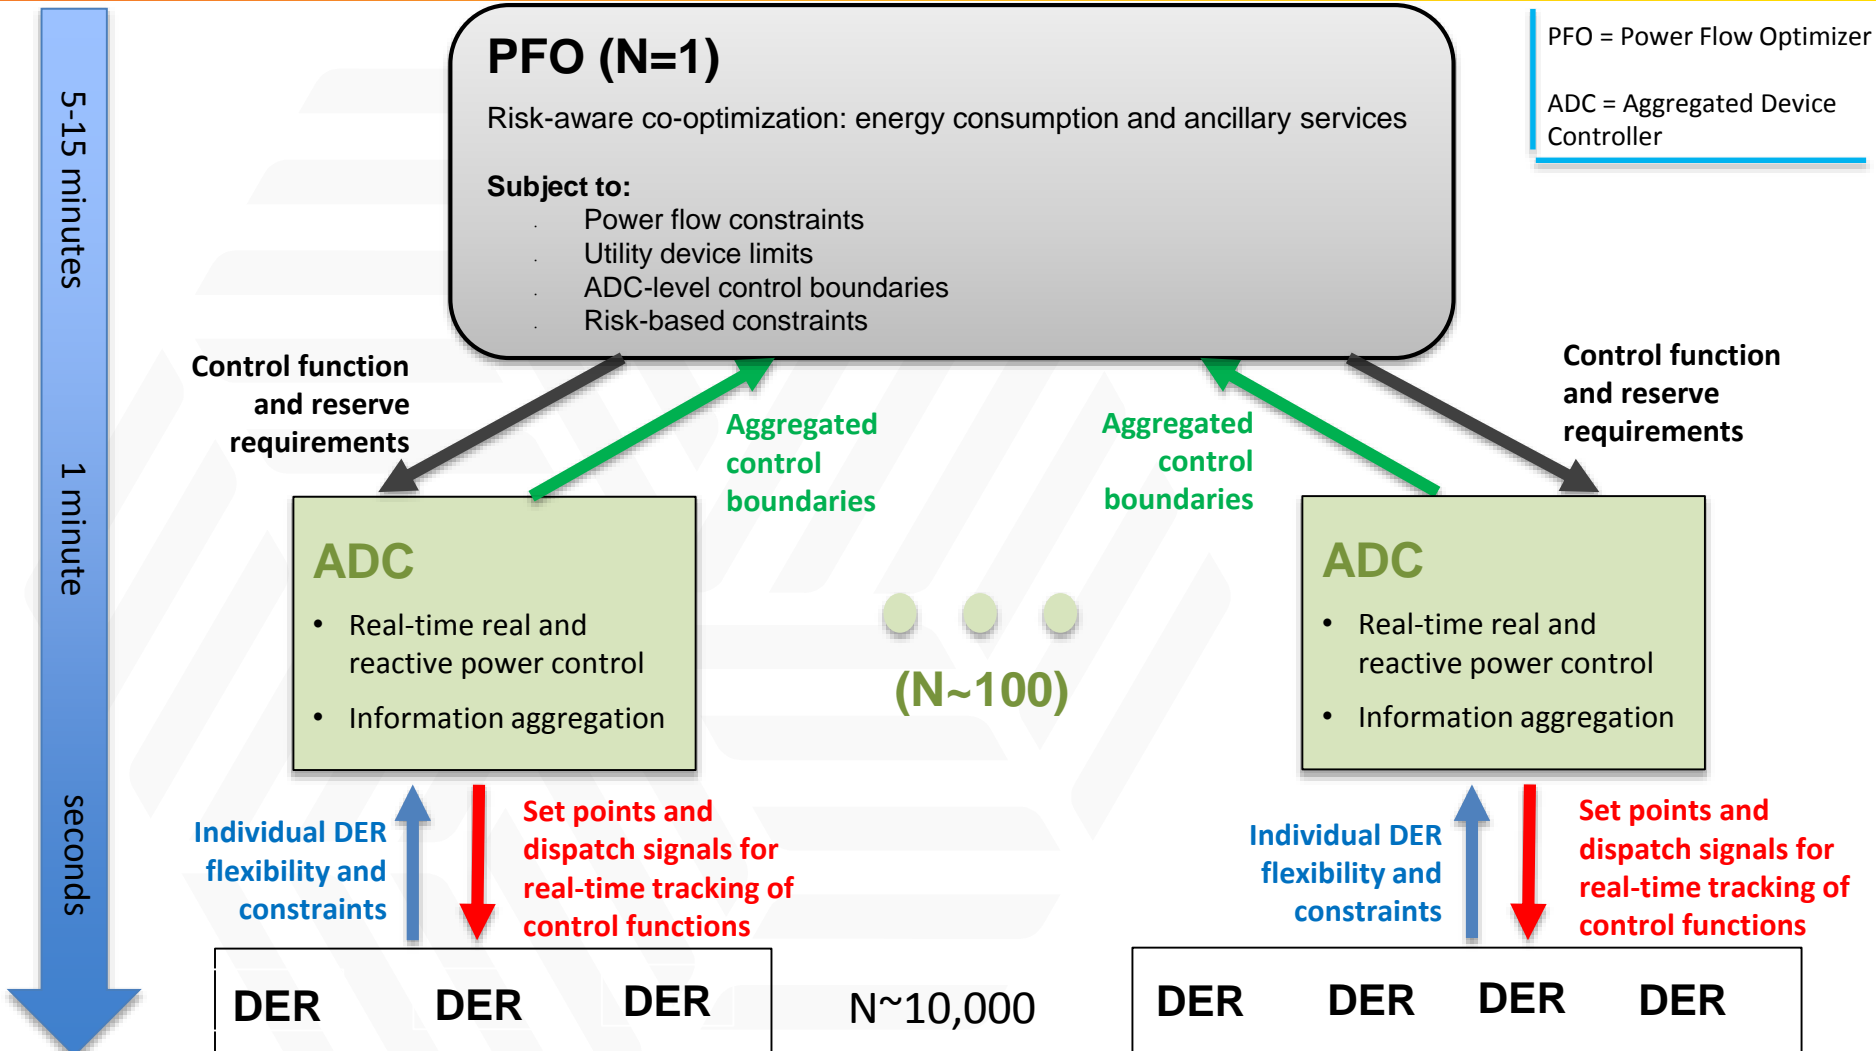 PFO (N=1)
Risk-aware co-optimization: energy consumption and ancillary services
Subject to:
· Power flow constraints
· Utility device limits
· ADC-level control boundaries
· Risk-based constraints
PFO = Power Flow Optimizer
ADC = Aggregated Device
Controller
5-15 minutes
1 minute
seconds
Control function
and reserve
requirements
Aggregated
control
boundaries
Aggregated
control
boundaries
Control function
and reserve
requirements
ADC
• Real-time real and
reactive power control
• Information aggregation
(N~100)
ADC
• Real-time real and
reactive power control
• Information aggregation
Individual DER
flexibility and
constraints
Set points and
dispatch signals for
real-time tracking of
control functions
Individual DER
flexibility and
constraints
Set points and
dispatch signals for
real-time tracking of
control functions
DER DER DER
N~10,000
DER DER DER DER